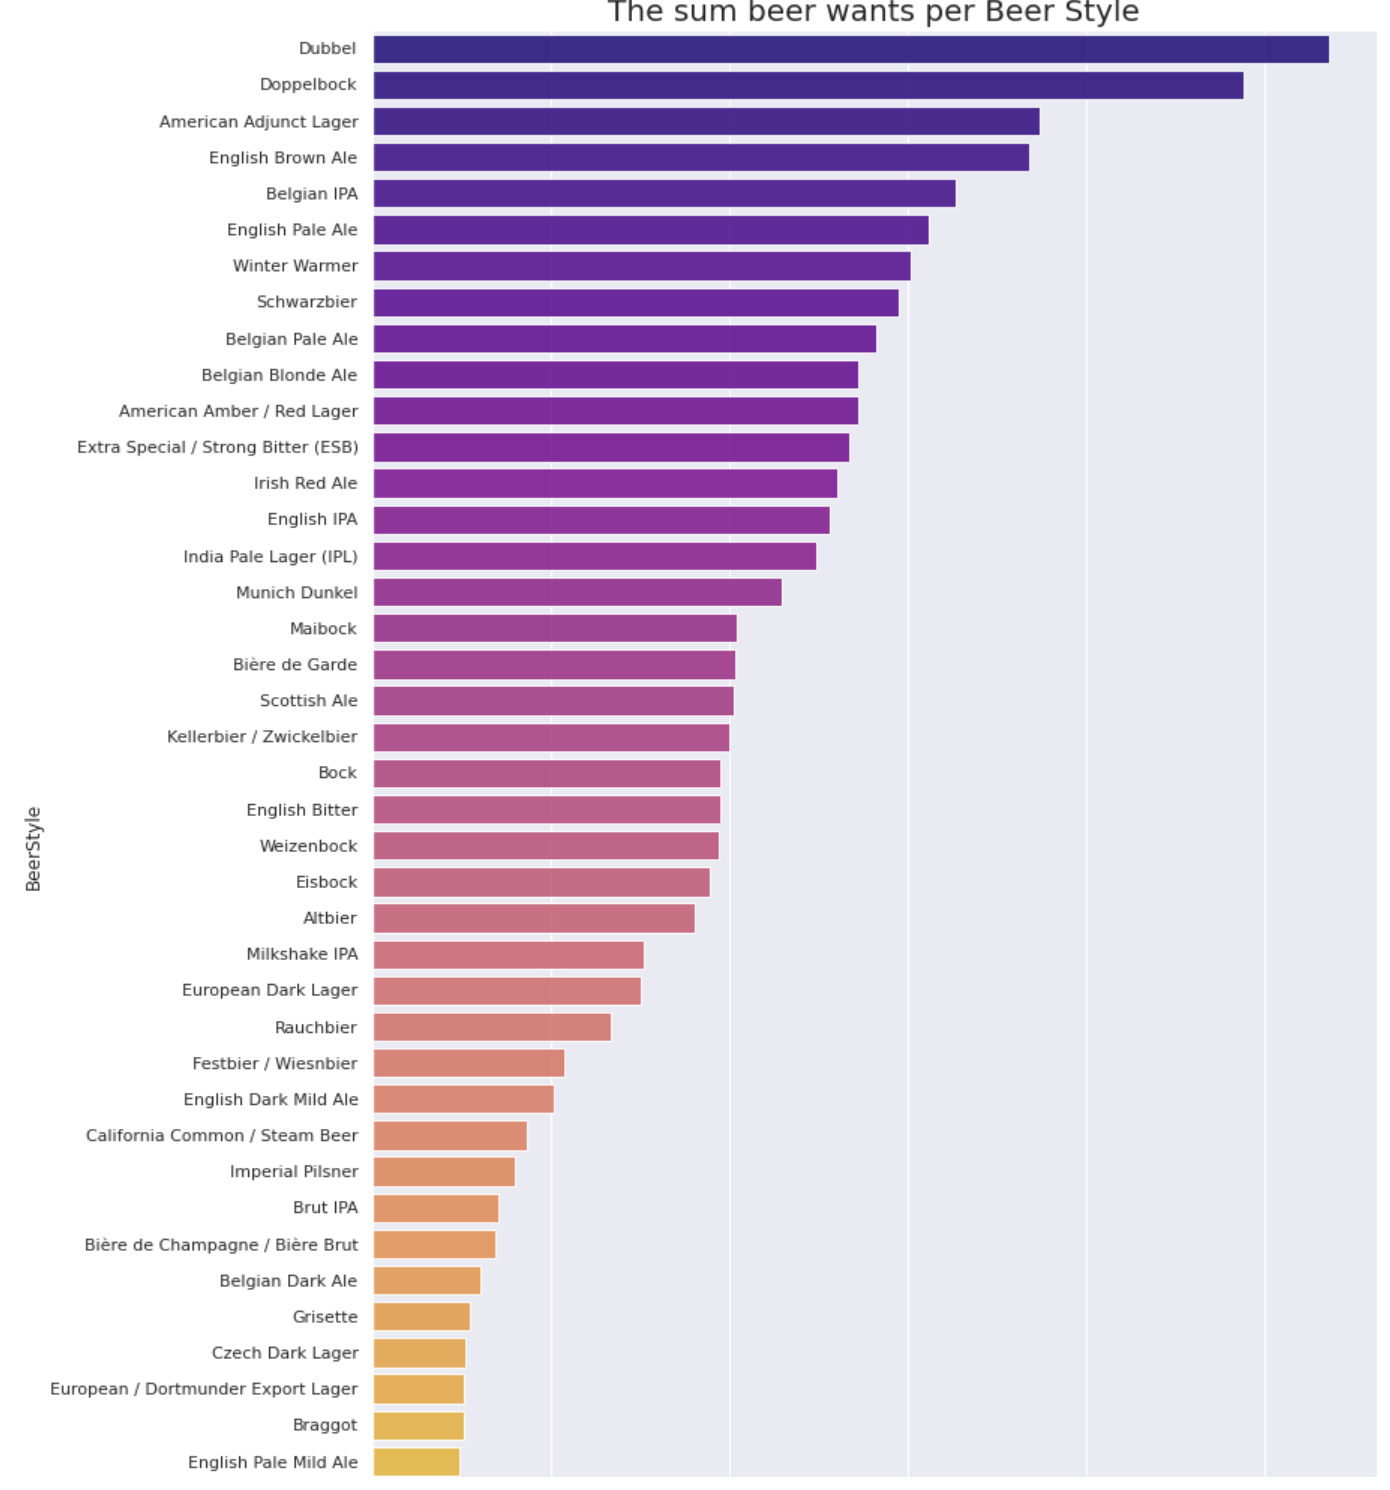 The sum beer wants per Beer Style
Dubbel
Doppelbock
American Adjunct Lager
English Brown Ale
Belgian IPA
English Pale Ale
Winter Warmer
Schwarzbier
Belgian Pale Ale
Belgian Blonde Ale
American Amber / Red Lager
Extra Special / Strong Bitter (ESB)
Irish Red Ale
English IPA
India Pale Lager (IPL)
Munich Dunkel
Maibock
Bière de Garde
Scottish Ale
Kellerbier / Zwickelbier
Bock
English Bitter
Weizenbock
Eisbock
Altbier
Milkshake IPA
European Dark Lager
Rauchbier
Festbier / Wiesnbier
English Dark Mild Ale
California Common / Steam Beer
Imperial Pilsner
Brut IPA
Bière de Champagne / Bière Brut
Belgian Dark Ale
Grisette
Czech Dark Lager
European / Dortmunder Export Lager
Braggot
English Pale Mild Ale
BeerStyle